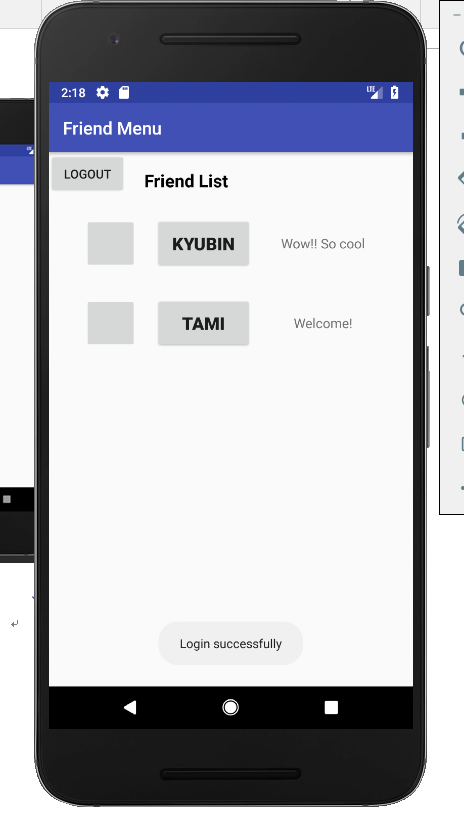 2:18 LTE
Friend Menu
LOGOUT
Friend List
KYUBIN Wow!! So cool
TAMI Welcome!
Login successfully